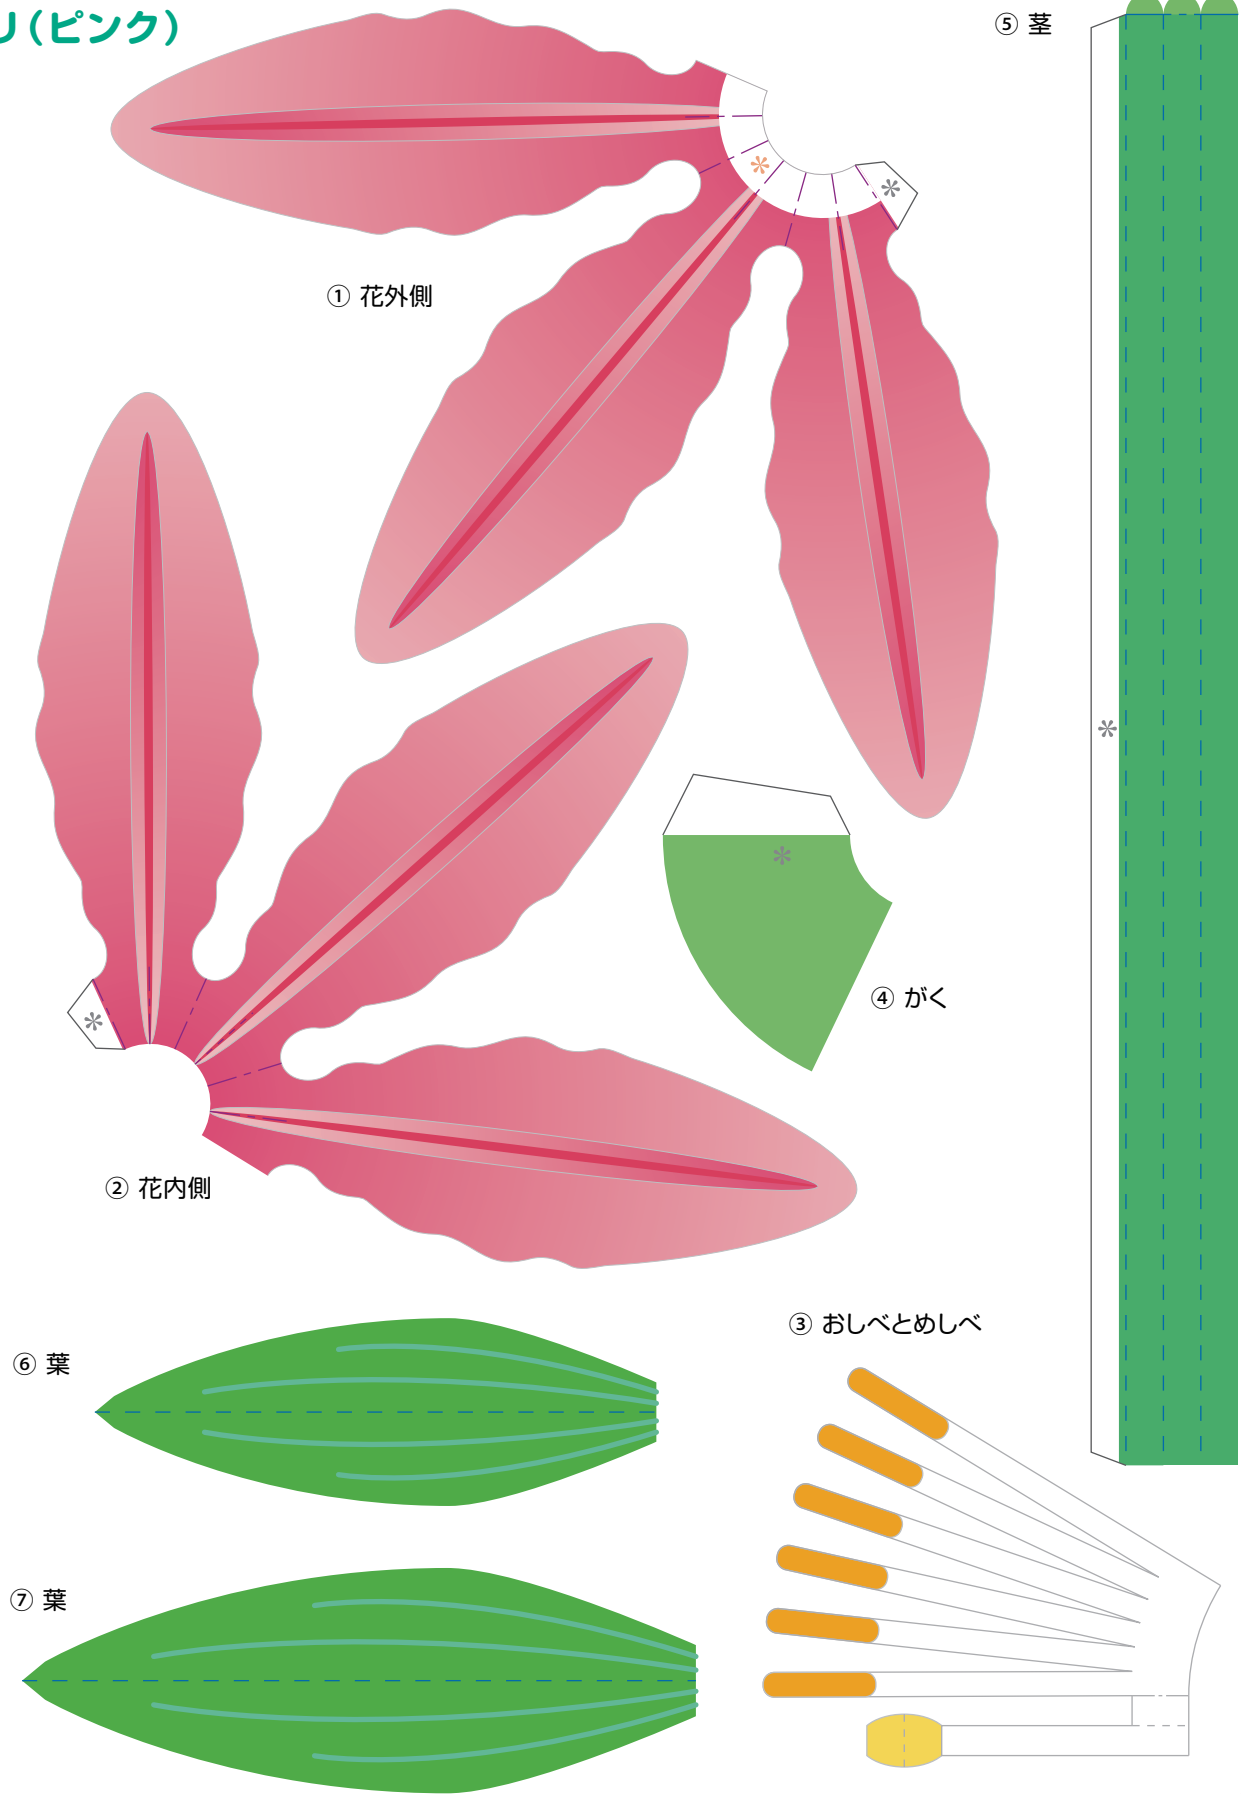 リ（ピンク）
⑤ 茎
① 花外側
④ がく
② 花内側
③ おしべとめしべ
⑥ 葉
⑦ 葉